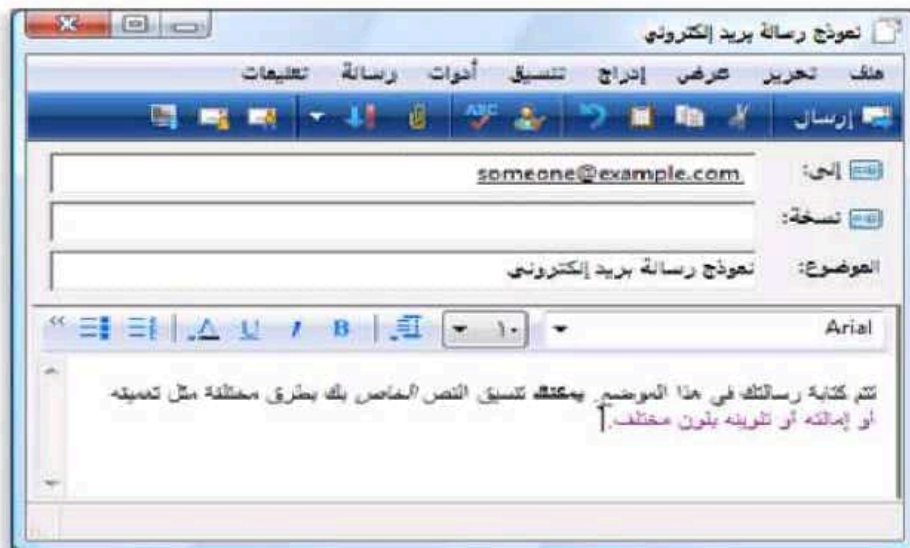 نموذج رسالة بريد إلكتروني
ملف تحرير عرض إدراج تنسيق أدوات رسالة تعليمات
إرسال ABC
إلى: someone@example.com.
نسخة:
الموضوع: نموذج رسالة بريد إلكتروني
Arial ١٠ B I U A
تتم كتابة رسالتك في هذا الموضع. يمكنك تنسيق النص الخاص بك بطرق مختلفة مثل تعميقه
أو إمالته أو تلوينه بلون مختلف.